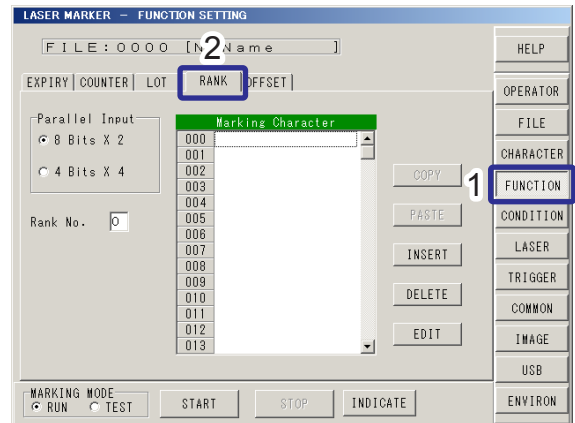 LASER MARKER – FUNCTION SETTING
FILE:0000 [No Name ]
2
HELP
EXPIRY COUNTER LOT RANK OFFSET
OPERATOR
FILE
CHARACTER
1
FUNCTION
CONDITION
LASER
TRIGGER
COMMON
IMAGE
USB
ENVIRON
Parallel Input
8 Bits X 2
4 Bits X 4
Rank No. 0
Marking Character
000
001
002
003
004
005
006
007
008
009
010
011
012
013
COPY
PASTE
INSERT
DELETE
EDIT
MARKING MODE
RUN TEST
START STOP INDICATE